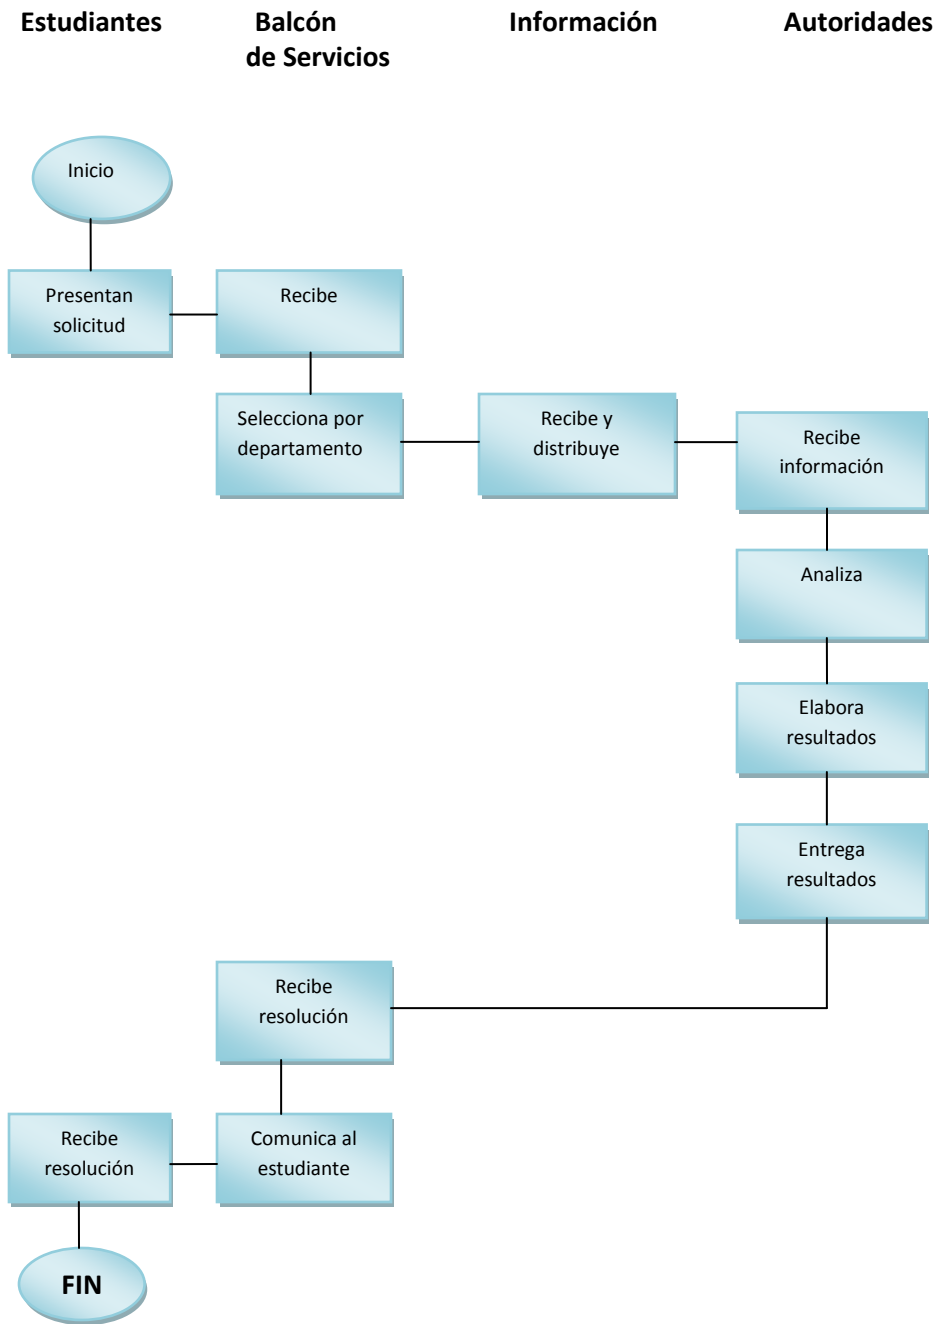 Estudiantes
Balcón
de Servicios
Información
Autoridades
Inicio
Presentan
solicitud
Recibe
Selecciona por
departamento
Recibe y
distribuye
Recibe
información
Analiza
Elabora
resultados
Entrega
resultados
Recibe
resolución
Recibe
resolución
Comunica al
estudiante
FIN